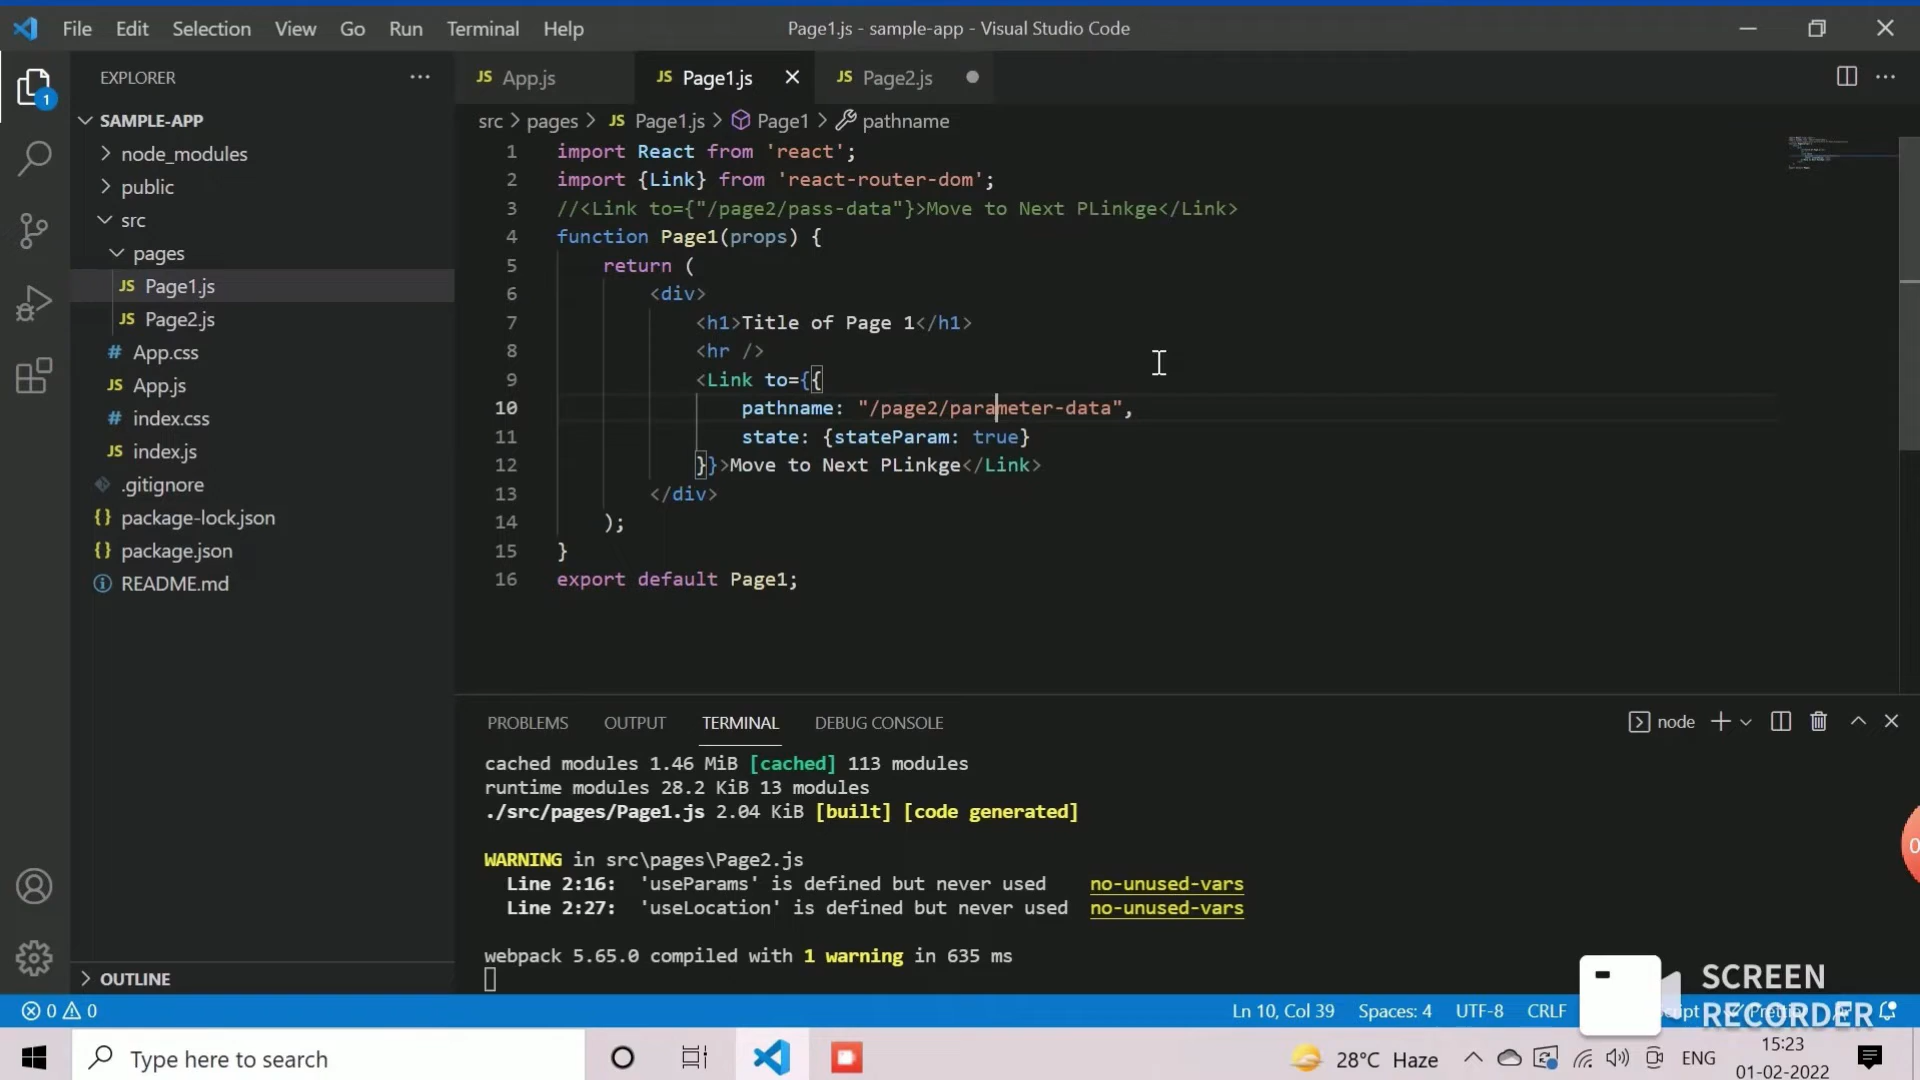 File Edit Selection View Go Run Terminal Help
Page1.js - sample-app - Visual Studio Code
1
EXPLORER
SAMPLE-APP
node_modules
public
src
pages
JS Page1.js
JS Page2.js
# App.css
JS App.js
# index.css
JS index.js
.gitignore
{} package-lock.json
{} package.json
README.md
OUTLINE
JS App.js
JS Page1.js
JS Page2.js
src > pages > JS Page1.js > Page1 > pathname
1 import React from 'react';
2 import {Link} from 'react-router-dom';
3 //<Link to={"/page2/pass-data"}>Move to Next PLinkge</Link>
4 function Page1(props) {
5 return (
6 <div>
7 <h1>Title of Page 1</h1>
8 <hr />
9 <Link to={{
10 pathname: "/page2/parameter-data",
11 state: {stateParam: true}
12 }}>Move to Next PLinkge</Link>
13 </div>
14 );
15 }
16 export default Page1;
PROBLEMS OUTPUT TERMINAL DEBUG CONSOLE
node
cached modules 1.46 MiB [cached] 113 modules
runtime modules 28.2 KiB 13 modules
./src/pages/Page1.js 2.04 KiB [built] [code generated]
WARNING in src\pages\Page2.js
Line 2:16: 'useParams' is defined but never used no-unused-vars
Line 2:27: 'useLocation' is defined but never used no-unused-vars
webpack 5.65.0 compiled with 1 warning in 635 ms
0 0
Ln 10, Col 39 Spaces: 4 UTF-8 CRLF
SCREEN
RECORDER
Type here to search
28°C Haze
ENG
15:23
01-02-2022